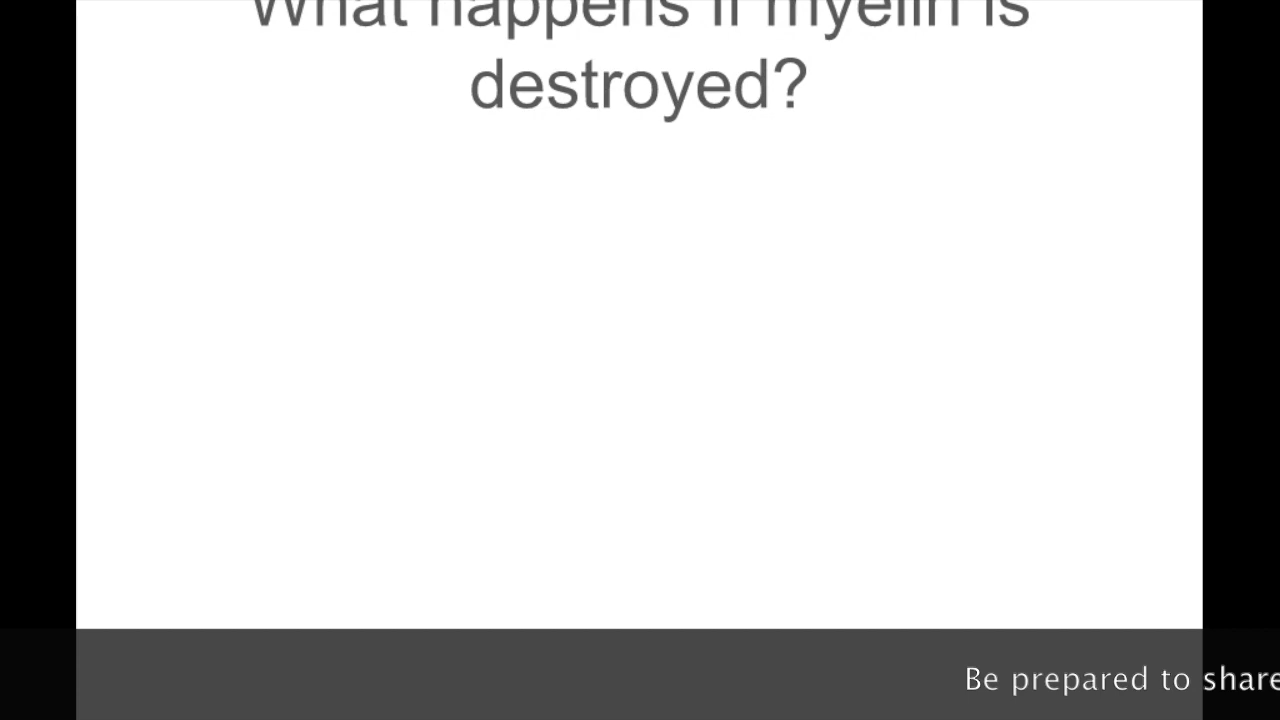 What happens if myelin is
destroyed?
Be prepared to share